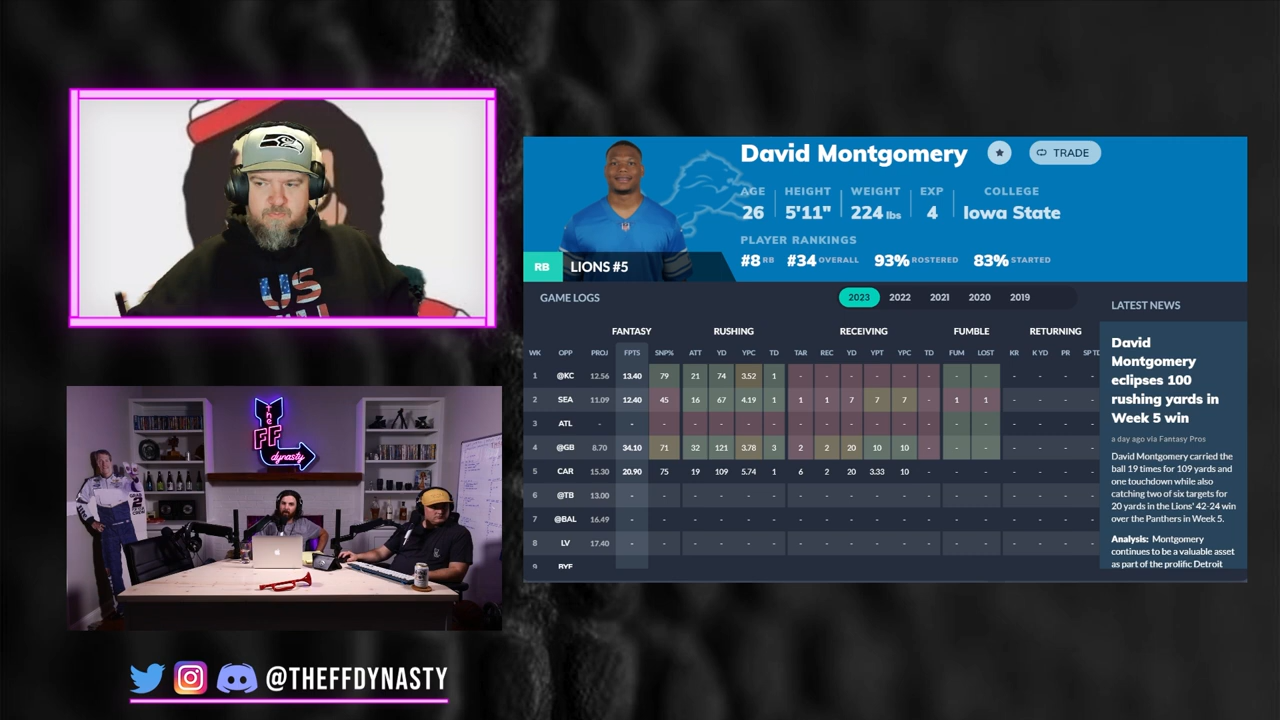 US
The
FF
dynasty
@THEFFDYNASTY
David Montgomery
TRADE
AGE HEIGHT WEIGHT EXP COLLEGE
26 5'11" 224 lbs 4 Iowa State
PLAYER RANKINGS
#8 RB #34 OVERALL 93% ROSTERED 83% STARTED
RB LIONS #5
GAME LOGS 2023 2022 2021 2020 2019
FANTASY RUSHING RECEIVING FUMBLE RETURNING
WK OPP PROJ FPTS SNP% ATT YD YPC TD TAR REC YD YPT YPC TD FUM LOST KR K YD PR SP TD
1 @KC 12.56 13.40 79 21 74 3.52 1 - - - - - - - - - - - -
2 SEA 11.09 12.40 45 16 67 4.19 1 1 1 7 7 7 - 1 1 - - - -
3 ATL - - - - - - - - - - - - - - - - - - -
4 @GB 8.70 34.10 71 32 121 3.78 3 2 2 20 10 10 - - - - - - -
5 CAR 15.30 20.90 75 19 109 5.74 1 6 2 20 3.33 10 - - - - - -
6 @TB 13.00 - - - - - - - - - - - - - - - - - -
7 @BAL 16.49 - - - - - - - - - - - - - - - - - -
8 LV 17.40 - - - - - - - - - - - - - - - - - -
9 BYE
LATEST NEWS
David
Montgomery
eclipses 100
rushing yards in
Week 5 win
a day ago via Fantasy Pros
David Montgomery carried the
ball 19 times for 109 yards and
one touchdown while also
catching two of six targets for
20 yards in the Lions' 42-24 win
over the Panthers in Week 5.
Analysis: Montgomery
continues to be a valuable asset
as part of the prolific Detroit